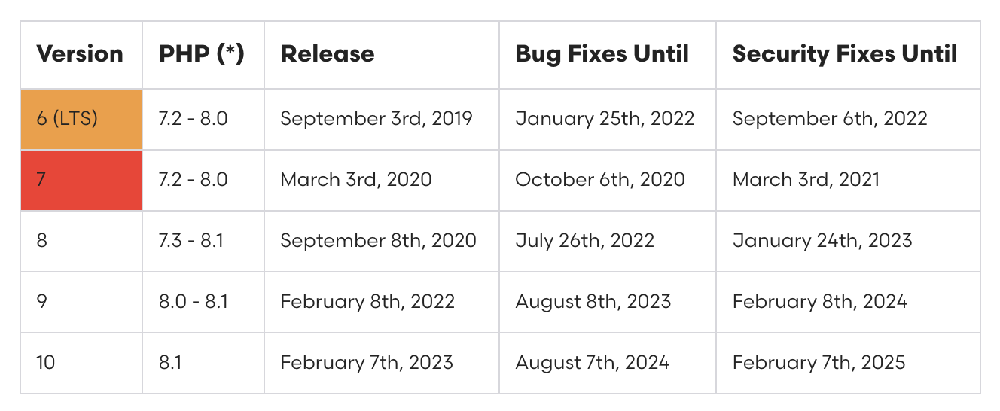 Version PHP (*) Release Bug Fixes Until Security Fixes Until
6 (LTS) 7.2 - 8.0 September 3rd, 2019 January 25th, 2022 September 6th, 2022
7 7.2 - 8.0 March 3rd, 2020 October 6th, 2020 March 3rd, 2021
8 7.3 - 8.1 September 8th, 2020 July 26th, 2022 January 24th, 2023
9 8.0 - 8.1 February 8th, 2022 August 8th, 2023 February 8th, 2024
10 8.1 February 7th, 2023 August 7th, 2024 February 7th, 2025